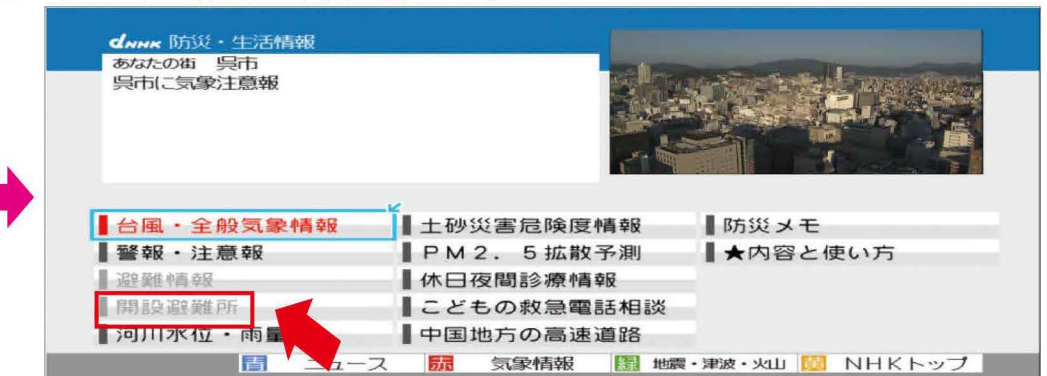 dNHK 防災・生活情報
あなたの街 呉市
呉市に気象注意報
台風・全般気象情報
警報・注意報
避難情報
開設避難所
河川水位・雨量
土砂災害危険度情報
PM2．5拡散予測
休日夜間診療情報
こどもの救急電話相談
中国地方の高速道路
防災メモ
★内容と使い方
青 ニュース 赤 気象情報 緑 地震・津波・火山 黄 NHKトップ